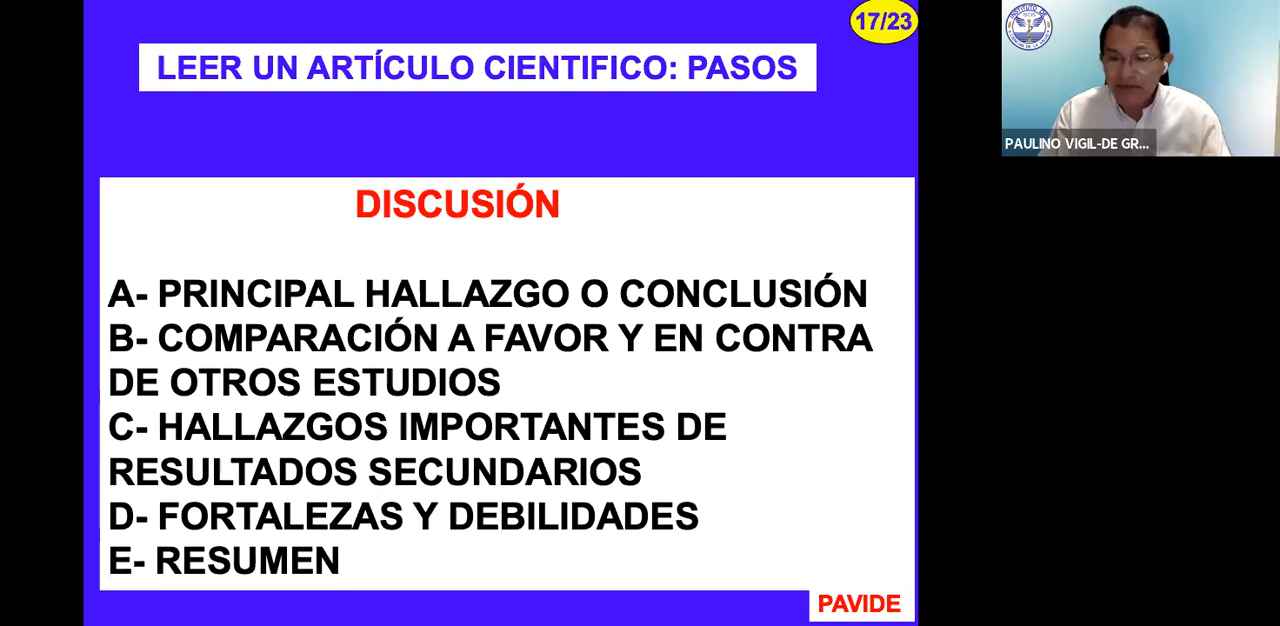 17/23
LEER UN ARTÍCULO CIENTIFICO: PASOS
DISCUSIÓN
A- PRINCIPAL HALLAZGO O CONCLUSIÓN
B- COMPARACIÓN A FAVOR Y EN CONTRA
DE OTROS ESTUDIOS
C- HALLAZGOS IMPORTANTES DE
RESULTADOS SECUNDARIOS
D- FORTALEZAS Y DEBILIDADES
E- RESUMEN
PAVIDE
PAULINO VIGIL-DE GR...